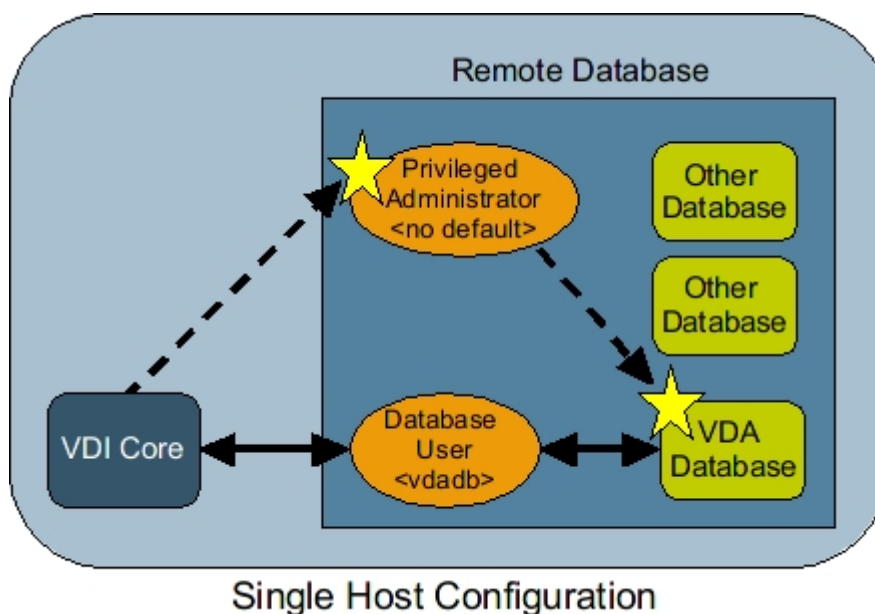 Remote Database
Privileged
Administrator
<no default>
Other
Database
Other
Database
VDI Core
Database
User
<vdadb>
VDA
Database
Single Host Configuration